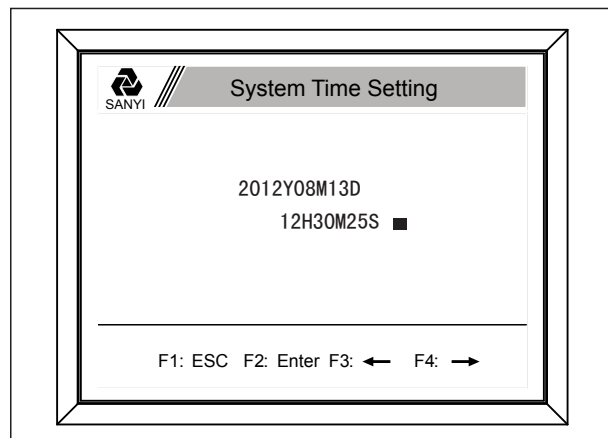 SANYI
System Time Setting
2012Y08M13D
12H30M25S
F1: ESC F2: Enter F3: ← F4: →